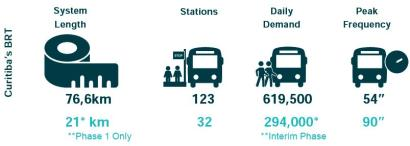 System
Length
Stations
Daily
Demand
Peak
Frequency
Curitiba's BRT
STOP
76,6km
123
619,500
54"
21* km
32
294,000*
90"
**Phase 1 Only
**Interim Phase